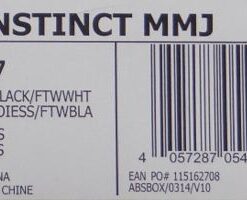 NSTINCT MMJ
7
LACK/FTWWHT
DIESS/FTWBLA
S
S
NA
CHINE
4 057287 054
EAN PO# 115162708
ABSBOX/0314/V10